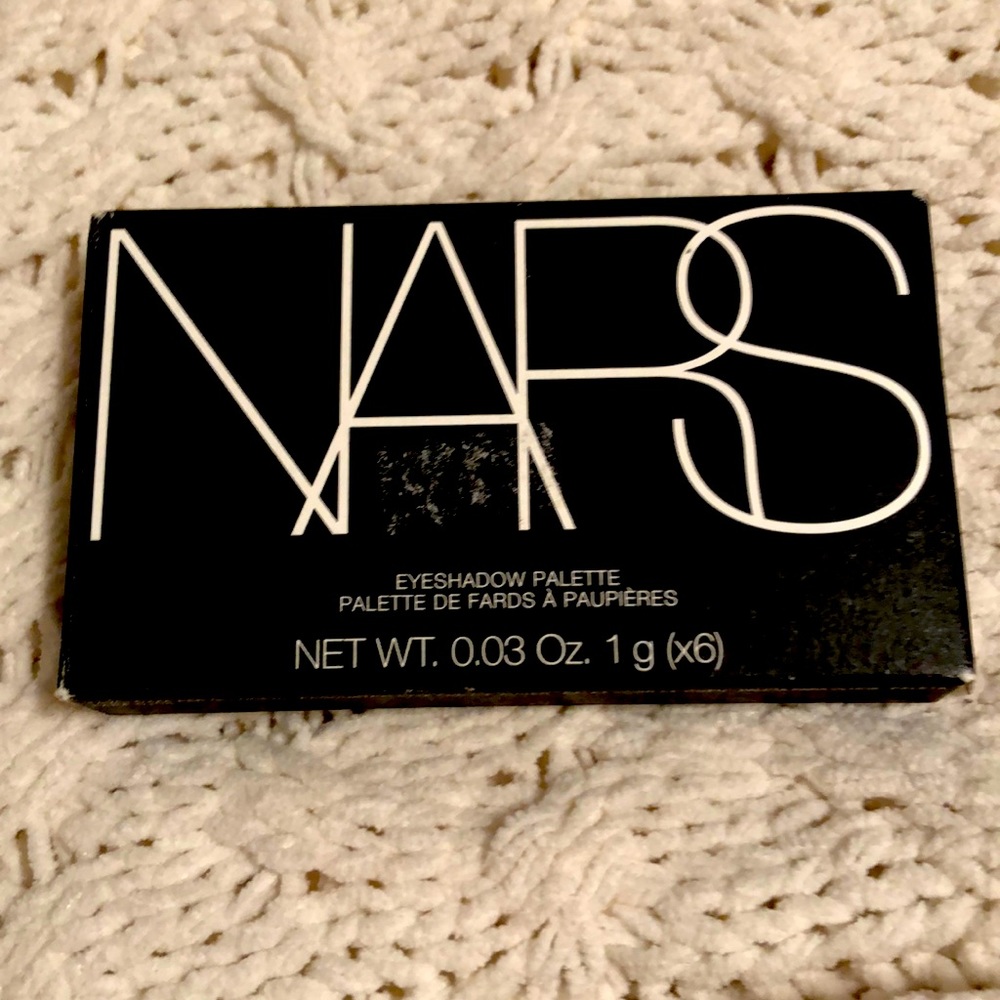 NARS
EYESHADOW PALETTE
PALETTE DE FARDS À PAUPIÈRES
NET WT. 0.03 Oz. 1 g (x6)